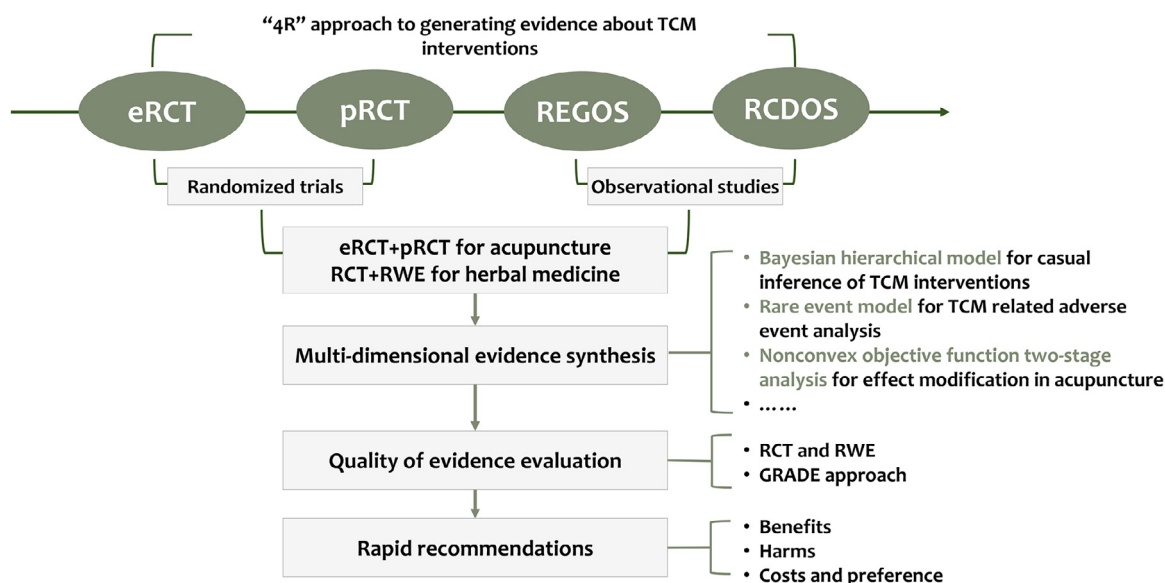 “4R” approach to generating evidence about TCM
interventions
eRCT
pRCT
REGOS
RCDOS
Randomized trials
Observational studies
eRCT+pRCT for acupuncture
RCT+RWE for herbal medicine
• Bayesian hierarchical model for casual
inference of TCM interventions
• Rare event model for TCM related adverse
event analysis
• Nonconvex objective function two-stage
analysis for effect modification in acupuncture
• ……
Multi-dimensional evidence synthesis
Quality of evidence evaluation
• RCT and RWE
• GRADE approach
Rapid recommendations
• Benefits
• Harms
• Costs and preference